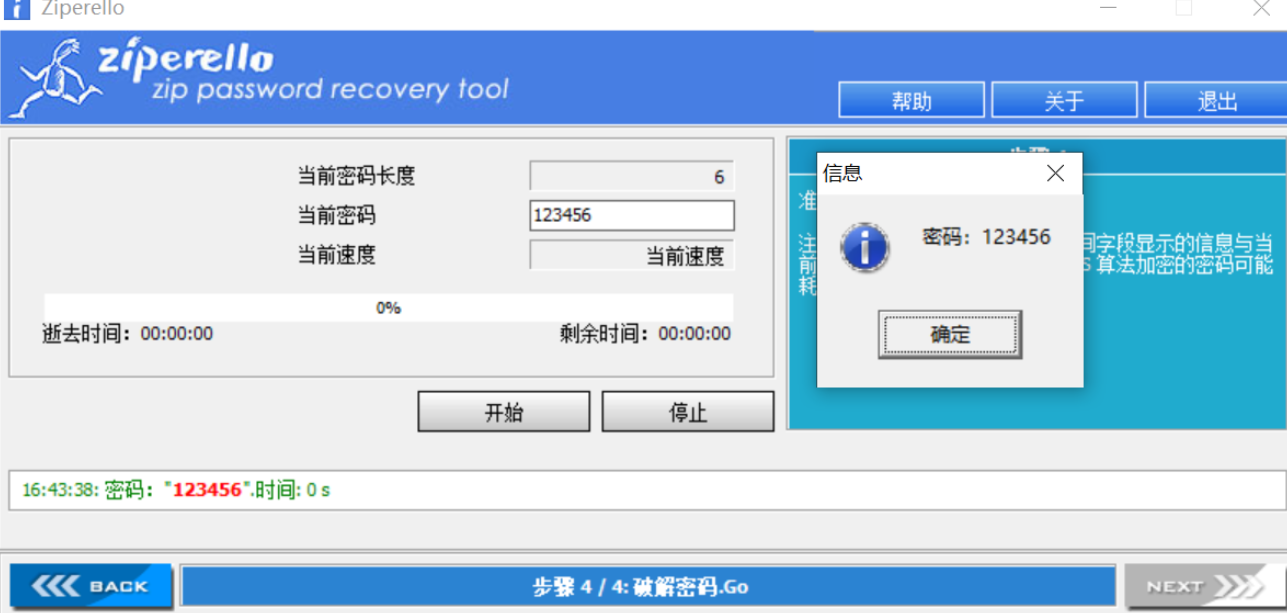 Ziperello
ziperello
zip password recovery tool
帮助 关于 退出
当前密码长度 6
当前密码 123456
当前速度 当前速度
0%
逝去时间：00:00:00 剩余时间：00:00:00
开始 停止
信息
密码：123456
确定
准
注 间字段显示的信息与当
前 S 算法加密的密码可能
耗
16:43:38: 密码："123456".时间: 0 s
BACK
步骤 4 / 4: 破解密码.Go
NEXT